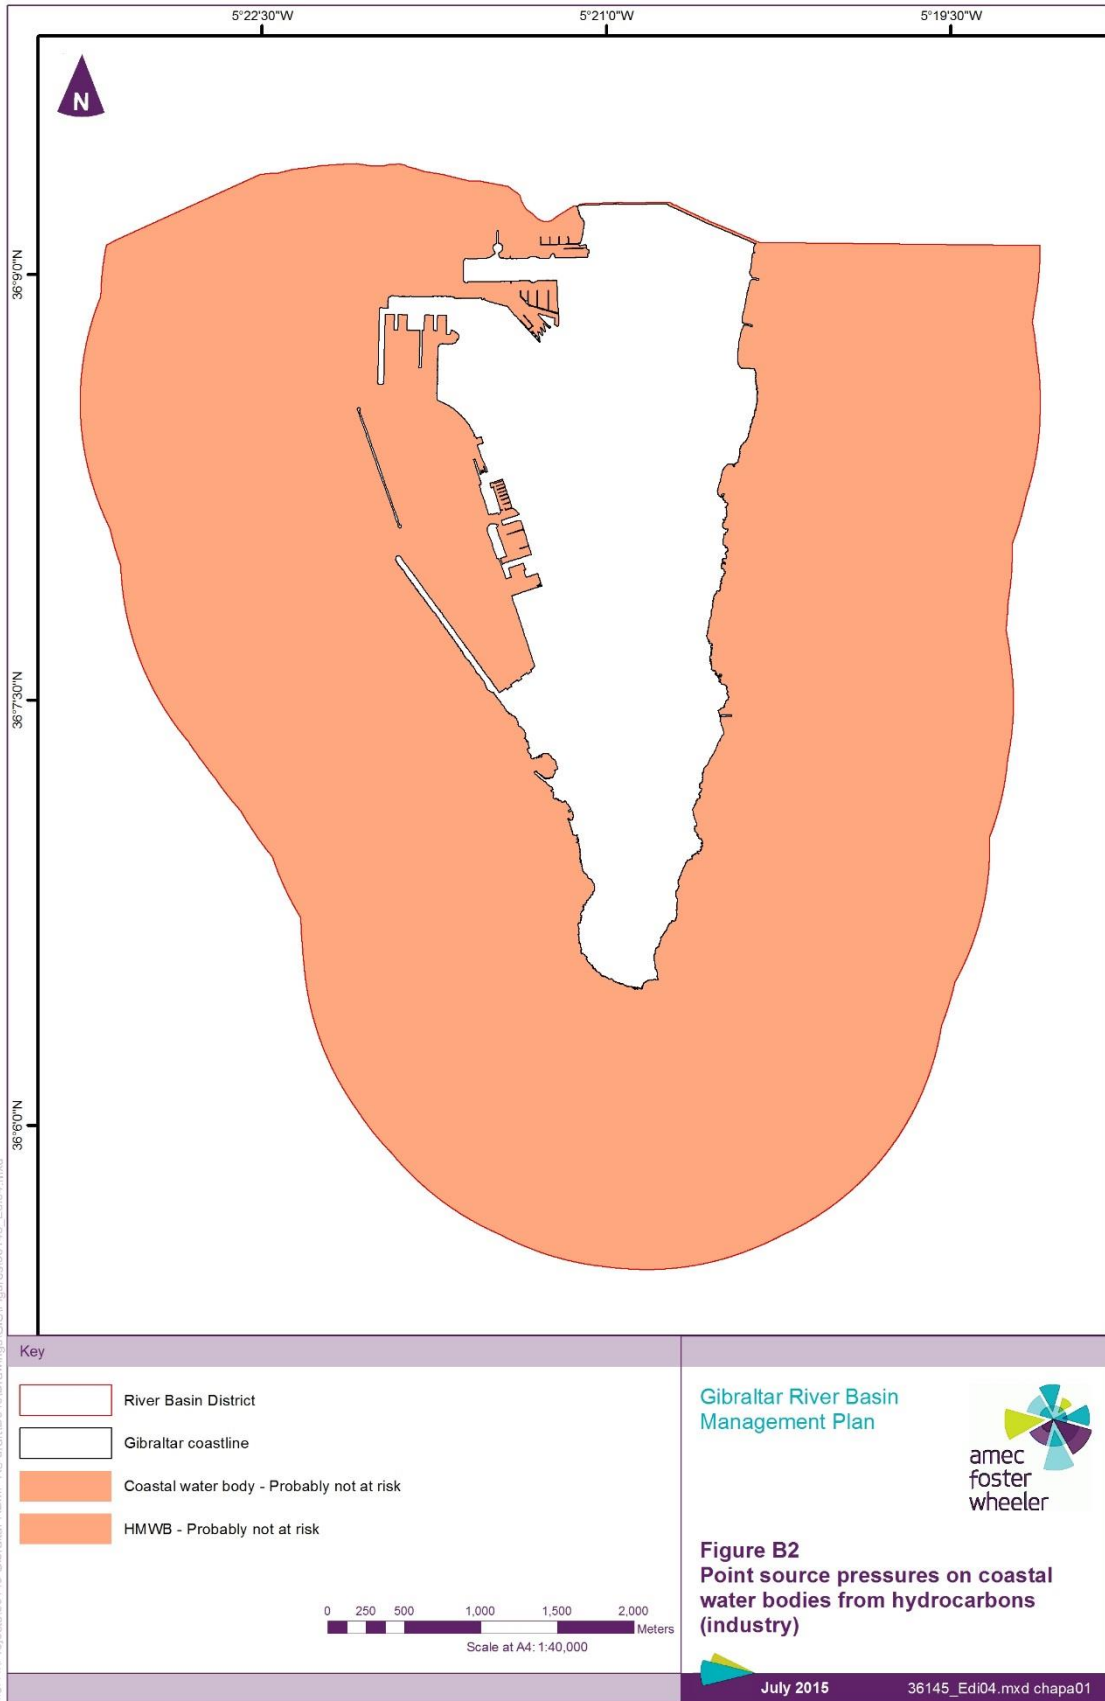 5°22'30"W 5°21'0"W 5°19'30"W
N
36°9'0"N
36°7'30"N
36°6'0"N
Key
River Basin District
Gibraltar coastline
Coastal water body - Probably not at risk
HMWB - Probably not at risk
0 250 500 1,000 1,500 2,000
Meters
Scale at A4: 1:40,000
Gibraltar River Basin
Management Plan
amec
foster
wheeler
Figure B2
Point source pressures on coastal
water bodies from hydrocarbons
(industry)
July 2015 36145_Edi04.mxd chapa01